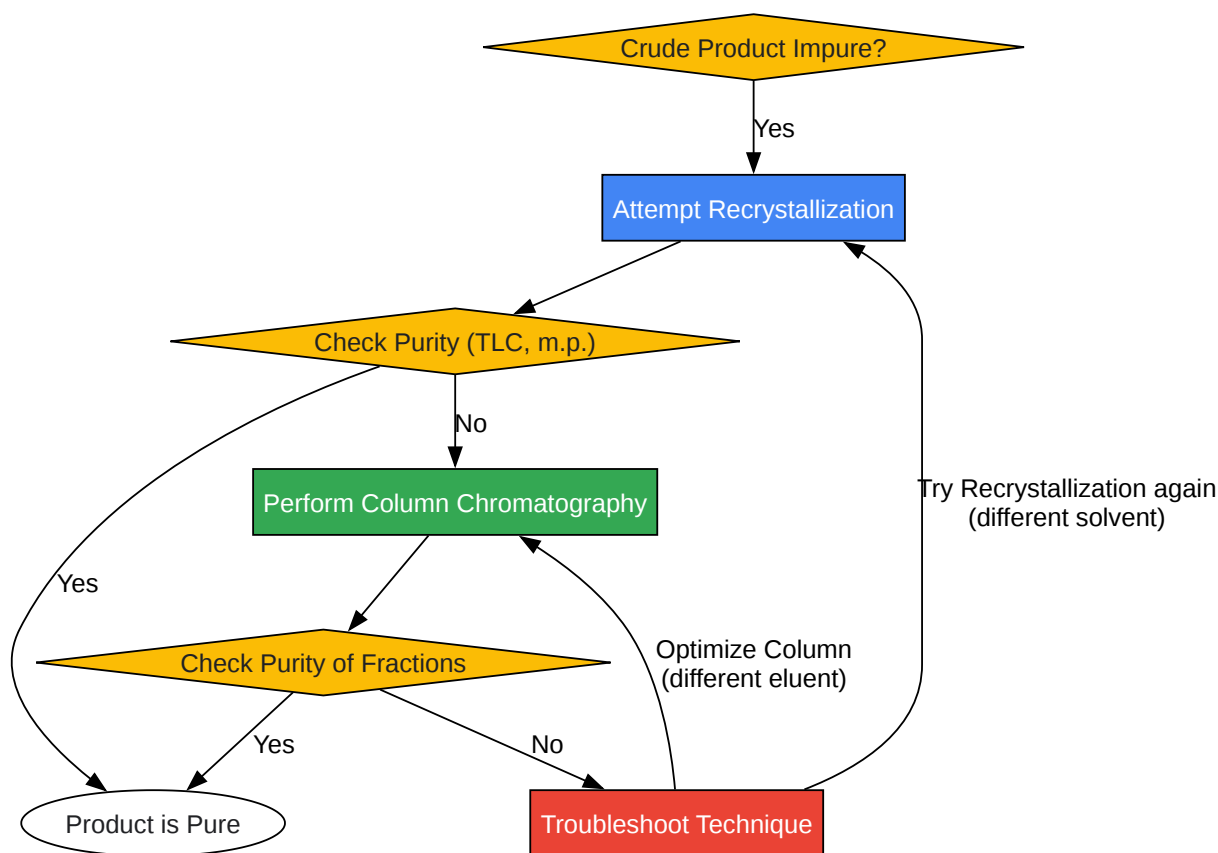 Crude Product Impure?
Yes
Attempt Recrystallization
Check Purity (TLC, m.p.)
No
Perform Column Chromatography
Try Recrystallization again
(different solvent)
Yes
Check Purity of Fractions
Optimize Column
(different eluent)
Yes
No
Product is Pure
Troubleshoot Technique